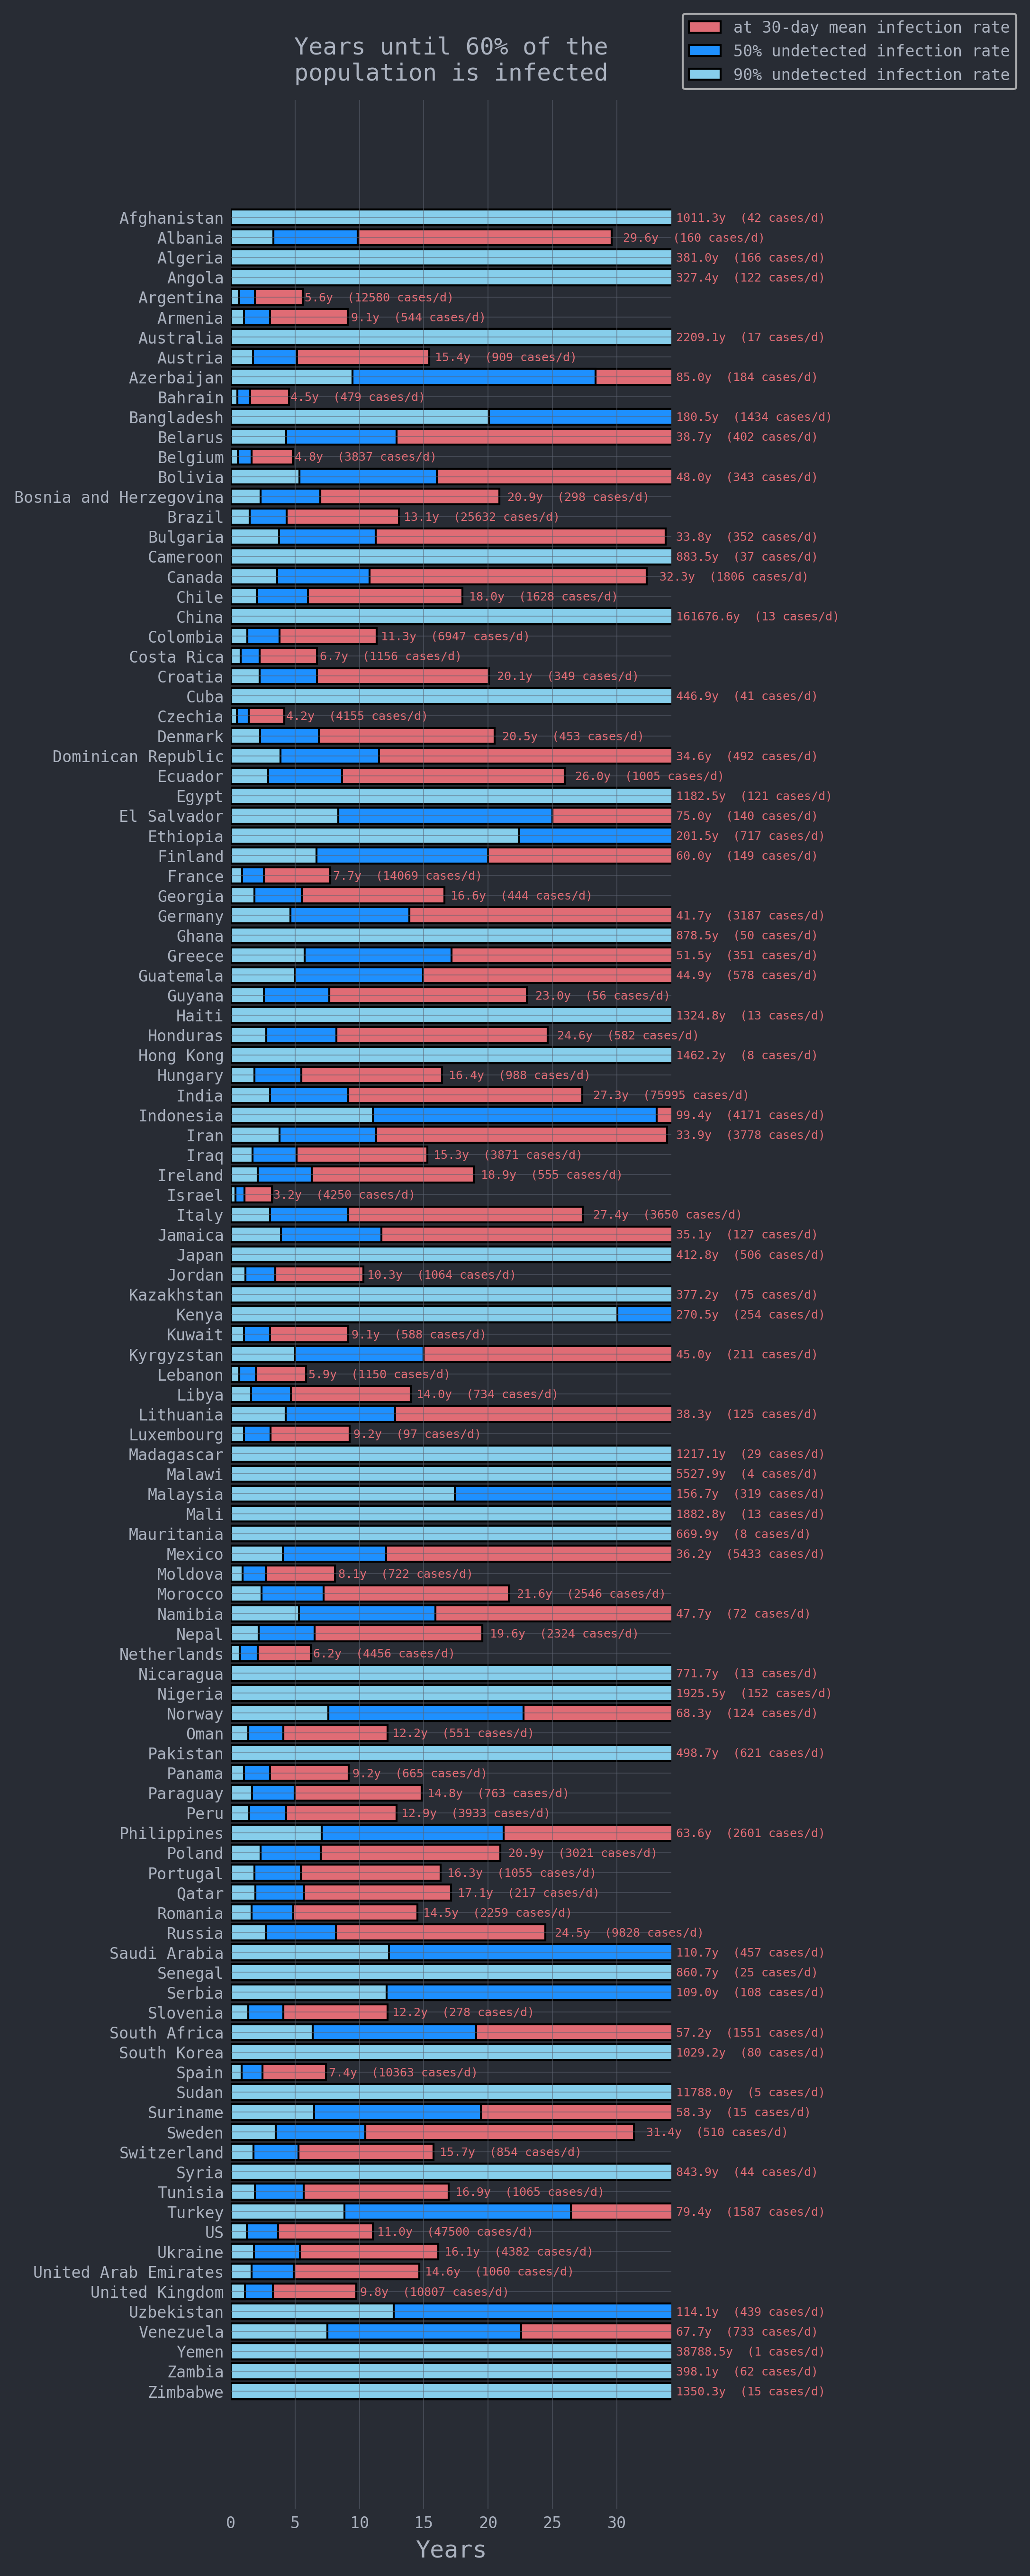 at 30-day mean infection rate
50% undetected infection rate
90% undetected infection rate
Years until 60% of the
population is infected
Afghanistan 1011.3y (42 cases/d)
Albania 29.6y (160 cases/d)
Algeria 381.0y (166 cases/d)
Angola 327.4y (122 cases/d)
Argentina 5.6y (12580 cases/d)
Armenia 9.1y (544 cases/d)
Australia 2209.1y (17 cases/d)
Austria 15.4y (909 cases/d)
Azerbaijan 85.0y (184 cases/d)
Bahrain 4.5y (479 cases/d)
Bangladesh 180.5y (1434 cases/d)
Belarus 38.7y (402 cases/d)
Belgium 4.8y (3837 cases/d)
Bolivia 48.0y (343 cases/d)
Bosnia and Herzegovina 20.9y (298 cases/d)
Brazil 13.1y (25632 cases/d)
Bulgaria 33.8y (352 cases/d)
Cameroon 883.5y (37 cases/d)
Canada 32.3y (1806 cases/d)
Chile 18.0y (1628 cases/d)
China 161676.6y (13 cases/d)
Colombia 11.3y (6947 cases/d)
Costa Rica 6.7y (1156 cases/d)
Croatia 20.1y (349 cases/d)
Cuba 446.9y (41 cases/d)
Czechia 4.2y (4155 cases/d)
Denmark 20.5y (453 cases/d)
Dominican Republic 34.6y (492 cases/d)
Ecuador 26.0y (1005 cases/d)
Egypt 1182.5y (121 cases/d)
El Salvador 75.0y (140 cases/d)
Ethiopia 201.5y (717 cases/d)
Finland 60.0y (149 cases/d)
France 7.7y (14069 cases/d)
Georgia 16.6y (444 cases/d)
Germany 41.7y (3187 cases/d)
Ghana 878.5y (50 cases/d)
Greece 51.5y (351 cases/d)
Guatemala 44.9y (578 cases/d)
Guyana 23.0y (56 cases/d)
Haiti 1324.8y (13 cases/d)
Honduras 24.6y (582 cases/d)
Hong Kong 1462.2y (8 cases/d)
Hungary 16.4y (988 cases/d)
India 27.3y (75995 cases/d)
Indonesia 99.4y (4171 cases/d)
Iran 33.9y (3778 cases/d)
Iraq 15.3y (3871 cases/d)
Ireland 18.9y (555 cases/d)
Israel 3.2y (4250 cases/d)
Italy 27.4y (3650 cases/d)
Jamaica 35.1y (127 cases/d)
Japan 412.8y (506 cases/d)
Jordan 10.3y (1064 cases/d)
Kazakhstan 377.2y (75 cases/d)
Kenya 270.5y (254 cases/d)
Kuwait 9.1y (588 cases/d)
Kyrgyzstan 45.0y (211 cases/d)
Lebanon 5.9y (1150 cases/d)
Libya 14.0y (734 cases/d)
Lithuania 38.3y (125 cases/d)
Luxembourg 9.2y (97 cases/d)
Madagascar 1217.1y (29 cases/d)
Malawi 5527.9y (4 cases/d)
Malaysia 156.7y (319 cases/d)
Mali 1882.8y (13 cases/d)
Mauritania 669.9y (8 cases/d)
Mexico 36.2y (5433 cases/d)
Moldova 8.1y (722 cases/d)
Morocco 21.6y (2546 cases/d)
Namibia 47.7y (72 cases/d)
Nepal 19.6y (2324 cases/d)
Netherlands 6.2y (4456 cases/d)
Nicaragua 771.7y (13 cases/d)
Nigeria 1925.5y (152 cases/d)
Norway 68.3y (124 cases/d)
Oman 12.2y (551 cases/d)
Pakistan 498.7y (621 cases/d)
Panama 9.2y (665 cases/d)
Paraguay 14.8y (763 cases/d)
Peru 12.9y (3933 cases/d)
Philippines 63.6y (2601 cases/d)
Poland 20.9y (3021 cases/d)
Portugal 16.3y (1055 cases/d)
Qatar 17.1y (217 cases/d)
Romania 14.5y (2259 cases/d)
Russia 24.5y (9828 cases/d)
Saudi Arabia 110.7y (457 cases/d)
Senegal 860.7y (25 cases/d)
Serbia 109.0y (108 cases/d)
Slovenia 12.2y (278 cases/d)
South Africa 57.2y (1551 cases/d)
South Korea 1029.2y (80 cases/d)
Spain 7.4y (10363 cases/d)
Sudan 11788.0y (5 cases/d)
Suriname 58.3y (15 cases/d)
Sweden 31.4y (510 cases/d)
Switzerland 15.7y (854 cases/d)
Syria 843.9y (44 cases/d)
Tunisia 16.9y (1065 cases/d)
Turkey 79.4y (1587 cases/d)
US 11.0y (47500 cases/d)
Ukraine 16.1y (4382 cases/d)
United Arab Emirates 14.6y (1060 cases/d)
United Kingdom 9.8y (10807 cases/d)
Uzbekistan 114.1y (439 cases/d)
Venezuela 67.7y (733 cases/d)
Yemen 38788.5y (1 cases/d)
Zambia 398.1y (62 cases/d)
Zimbabwe 1350.3y (15 cases/d)
0 5 10 15 20 25 30
Years